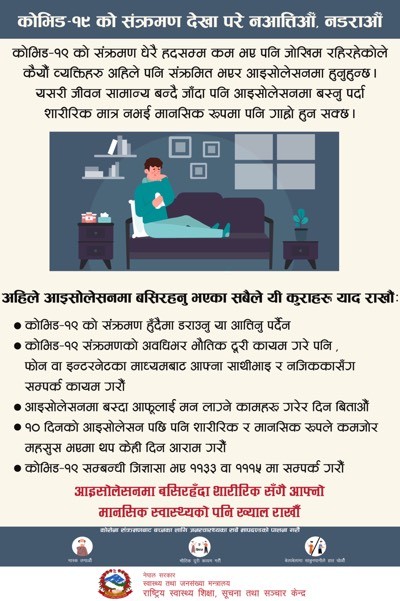 कोभिड-१९ को संक्रमण देखा परे नआत्तिऔं, नडराऔं
कोभिड-१९ को संक्रमण धेरै हदसम्म कम भए पनि जोखिम रहिरहेकोले
कैयौं व्यक्तिहरु अहिले पनि संक्रमित भएर आइसोलेसनमा हुनुहुन्छ ।
यसरी जीवन सामान्य बन्दै जाँदा पनि आइसोलेसनमा बस्नु पर्दा
शारीरिक मात्र नभई मानसिक रुपमा पनि गाह्रो हुन सक्छ ।
अहिले आइसोलेसनमा बसिरहनु भएका सबैले यी कुराहरु याद राखौं:
● कोभिड-१९ को संक्रमण हुँदैमा डराउनु या आत्तिनु पर्दैन
● कोभिड-१९ संक्रमणको अवधिभर भौतिक दूरी कायम गरे पनि ,
फोन वा इन्टरनेटका माध्यमबाट आफ्ना साथीभाइ र नजिककासँग
सम्पर्क कायम गरौं
● आइसोलेसनमा बस्दा आफूलाई मन लाग्ने कामहरु गरेर दिन बिताऔं
● १० दिनको आइसोलेसन पछि पनि शारीरिक र मानसिक रुपले कमजोर
महसुस भएमा थप केही दिन आराम गरौं
● कोभिड-१९ सम्बन्धी जिज्ञासा भए ११३३ वा १११५ मा सम्पर्क गरौं
आइसोलेसनमा बसिरहँदा शारीरिक सँगै आफ्नो
मानसिक स्वास्थ्यको पनि ख्याल राखौं
नेपाल सरकार
स्वास्थ्य तथा जनसंख्या मन्त्रालय
राष्ट्रिय स्वास्थ्य शिक्षा, सूचना तथा सञ्चार केन्द्र